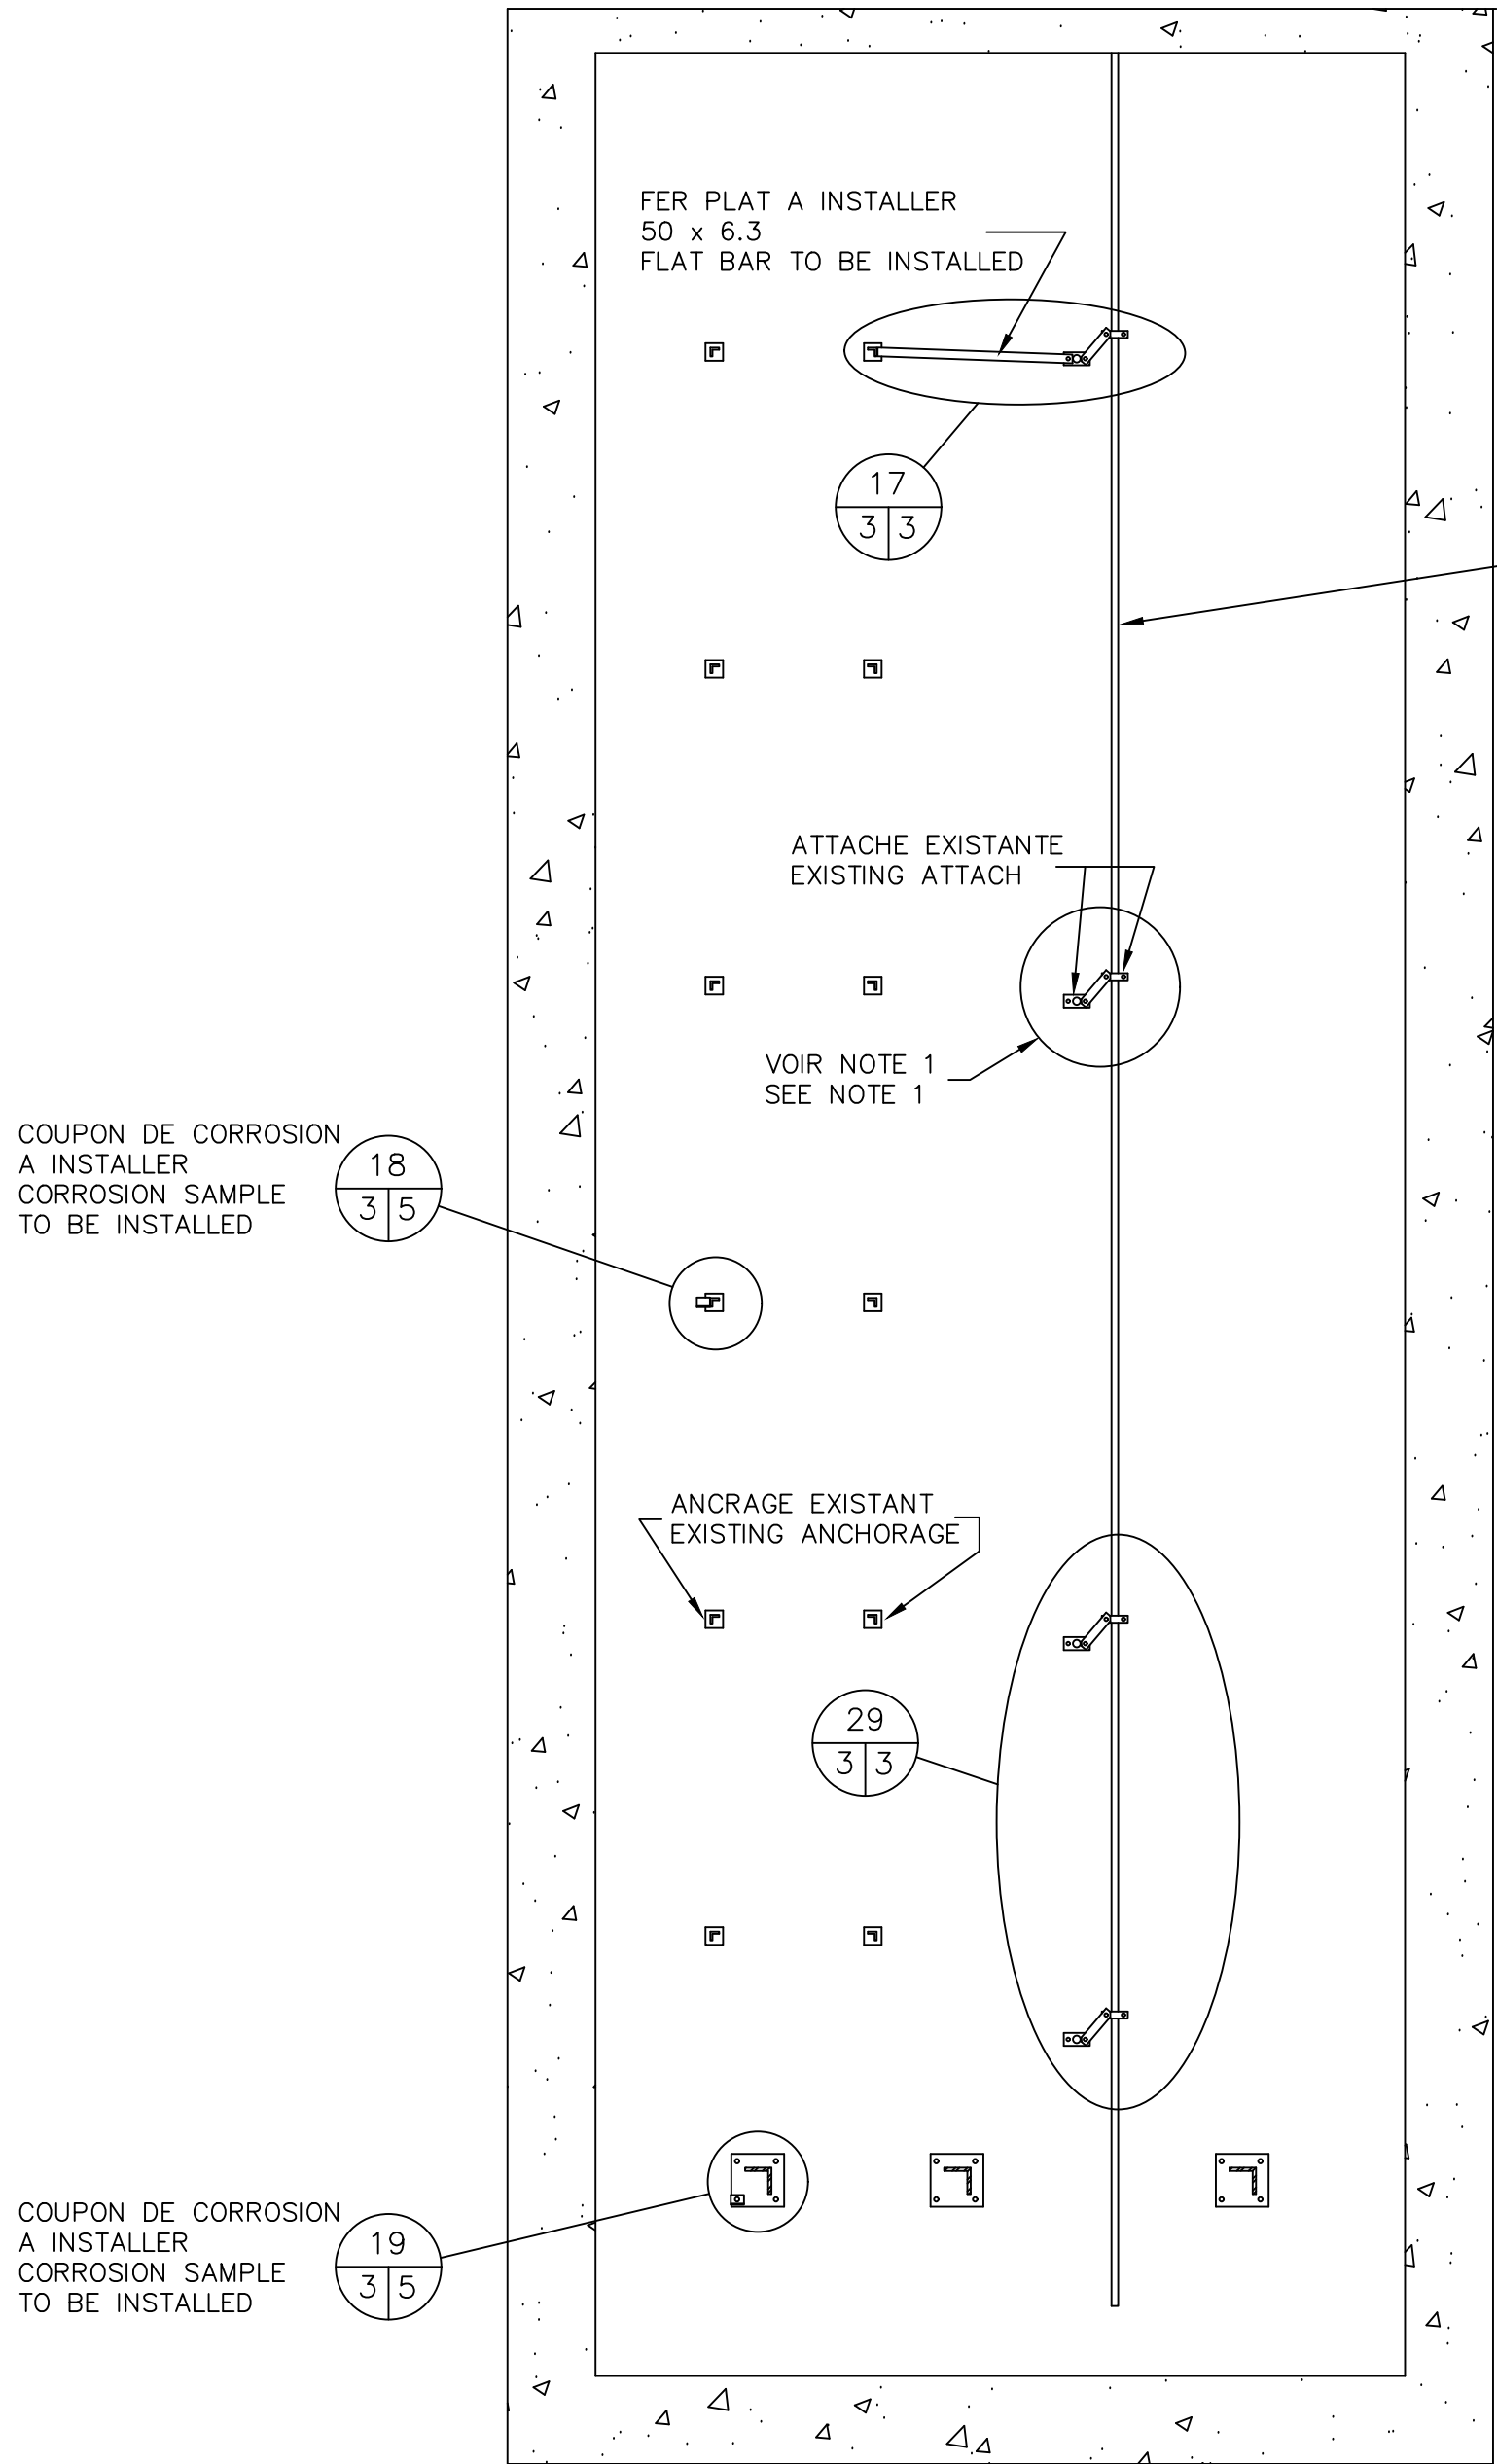 FER PLAT A INSTALLER
50 x 6.3
FLAT BAR TO BE INSTALLED
17
3 3
ATTACHE EXISTANTE
EXISTING ATTACH
VOIR NOTE 1
SEE NOTE 1
COUPON DE CORROSION
A INSTALLER
CORROSION SAMPLE
TO BE INSTALLED
18
3 5
ANCRAGE EXISTANT
EXISTING ANCHORAGE
29
3 3
COUPON DE CORROSION
A INSTALLER
CORROSION SAMPLE
TO BE INSTALLED
19
3 5